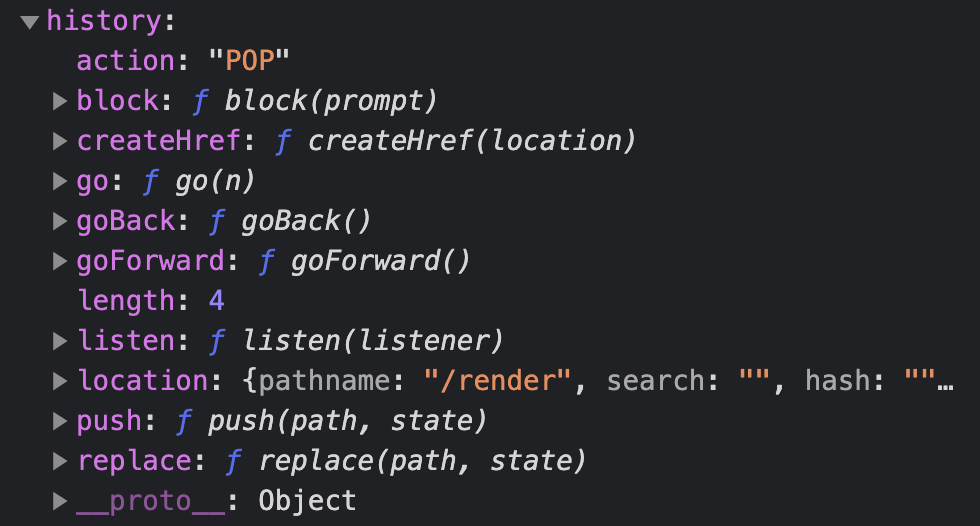 ▼history:
action: "POP"
▶block: ƒ block(prompt)
▶createHref: ƒ createHref(location)
▶go: ƒ go(n)
▶goBack: ƒ goBack()
▶goForward: ƒ goForward()
length: 4
▶listen: ƒ listen(listener)
▶location: {pathname: "/render", search: "", hash: ""…
▶push: ƒ push(path, state)
▶replace: ƒ replace(path, state)
▶__proto__: Object